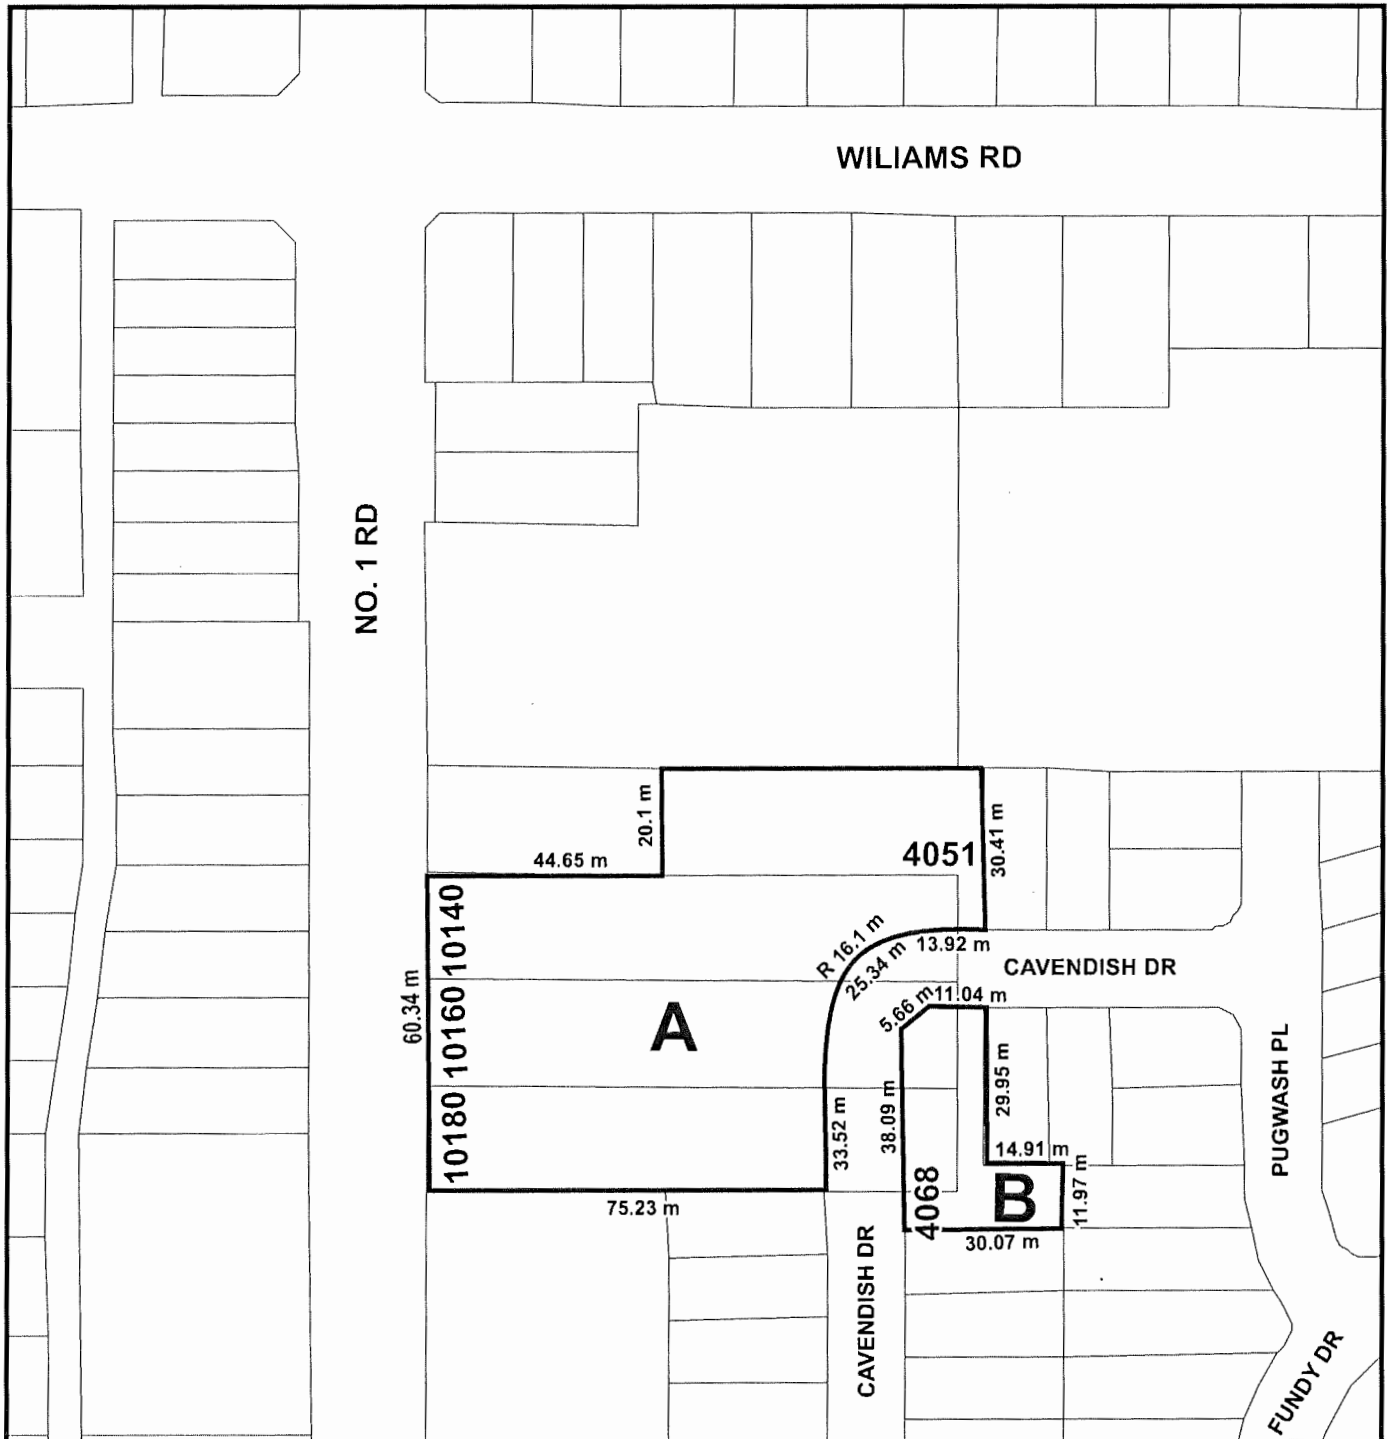 WILIAMS RD
NO. 1 RD
20.1 m
44.65 m
4051
30.41 m
10140
R 16.1 m
25.34 m
13.92 m
CAVENDISH DR
60.34 m
10160
A
5.66 m
11.04 m
PUGWASH PL
10180
33.52 m
38.09 m
29.95 m
14.91 m
4068
B
11.97 m
75.23 m
30.07 m
CAVENDISH DR
FUNDY DR